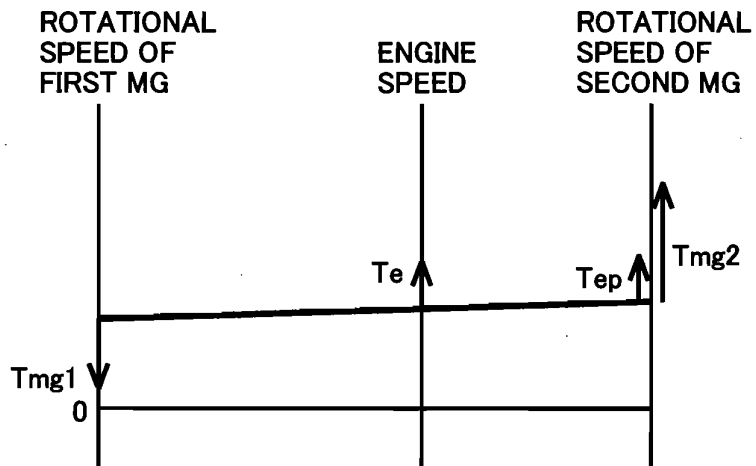 ROTATIONAL
SPEED OF
FIRST MG
ENGINE
SPEED
ROTATIONAL
SPEED OF
SECOND MG
Te
Tep
Tmg2
Tmg1
0